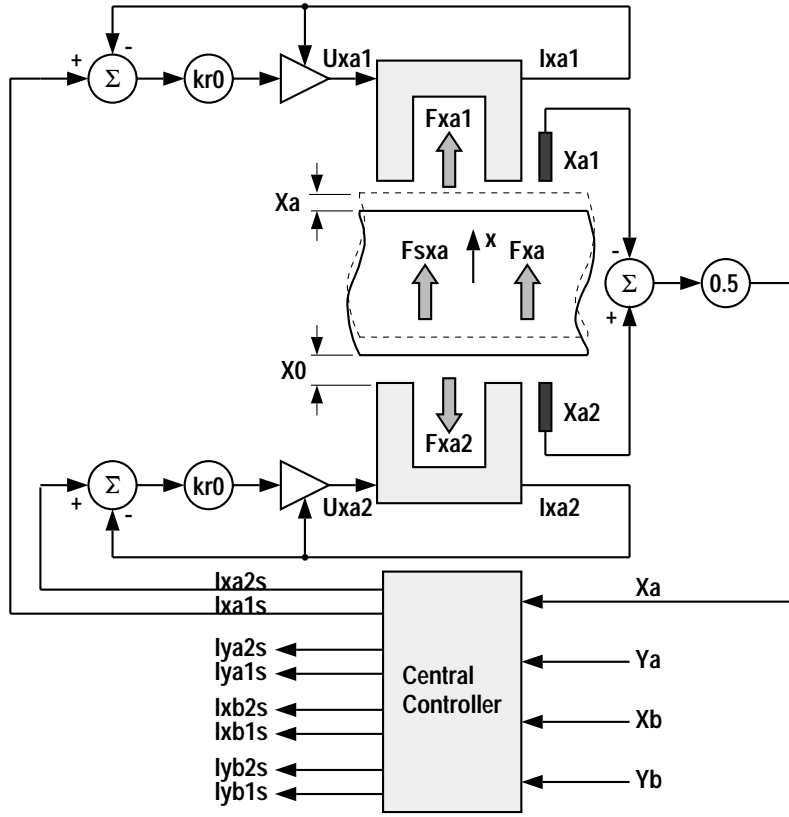 - Uxa1 Ixa1
+
Σ kr0
Fxa1
Xa1
Xa
Fsxa x Fxa
-
Σ 0.5
+
X0
Xa2
Fxa2
Σ kr0
+ - Uxa2 Ixa2
Ixa2s
Ixa1s
Xa
Iya2s
Iya1s
Ya
Central
Controller
Ixb2s
Ixb1s
Xb
Iyb2s
Iyb1s
Yb